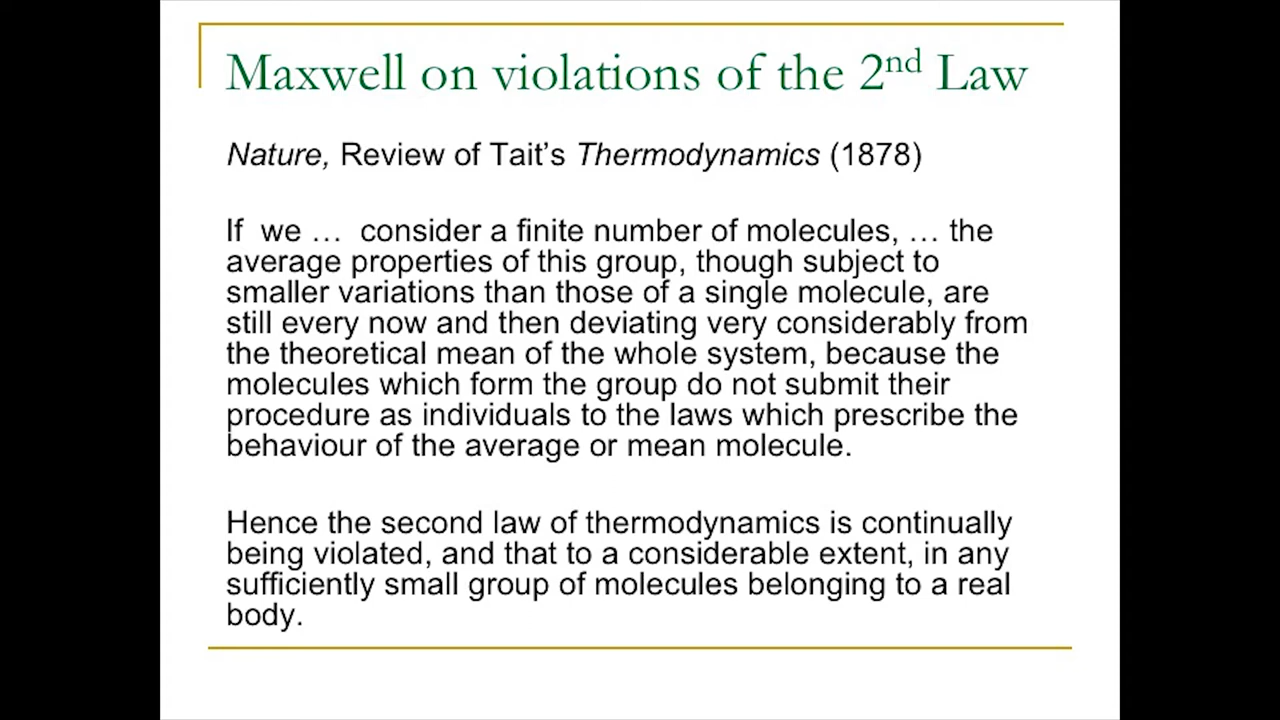 Maxwell on violations of the 2nd Law
Nature, Review of Tait's Thermodynamics (1878)
If we … consider a finite number of molecules, … the
average properties of this group, though subject to
smaller variations than those of a single molecule, are
still every now and then deviating very considerably from
the theoretical mean of the whole system, because the
molecules which form the group do not submit their
procedure as individuals to the laws which prescribe the
behaviour of the average or mean molecule.
Hence the second law of thermodynamics is continually
being violated, and that to a considerable extent, in any
sufficiently small group of molecules belonging to a real
body.